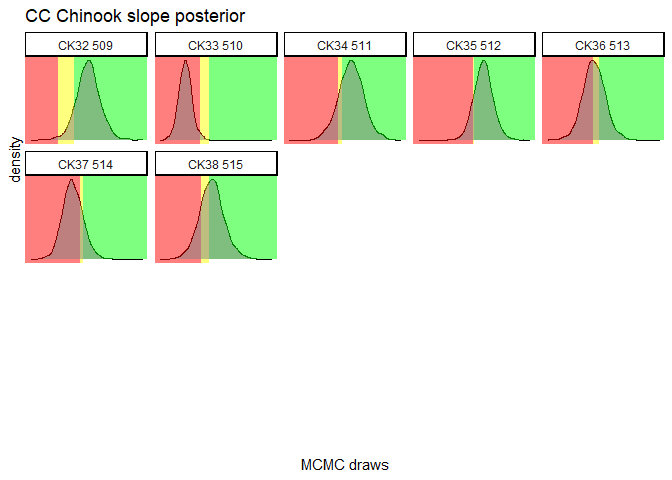 CC Chinook slope posterior
CK32 509
CK33 510
CK34 511
CK35 512
CK36 513
density
CK37 514
CK38 515
MCMC draws